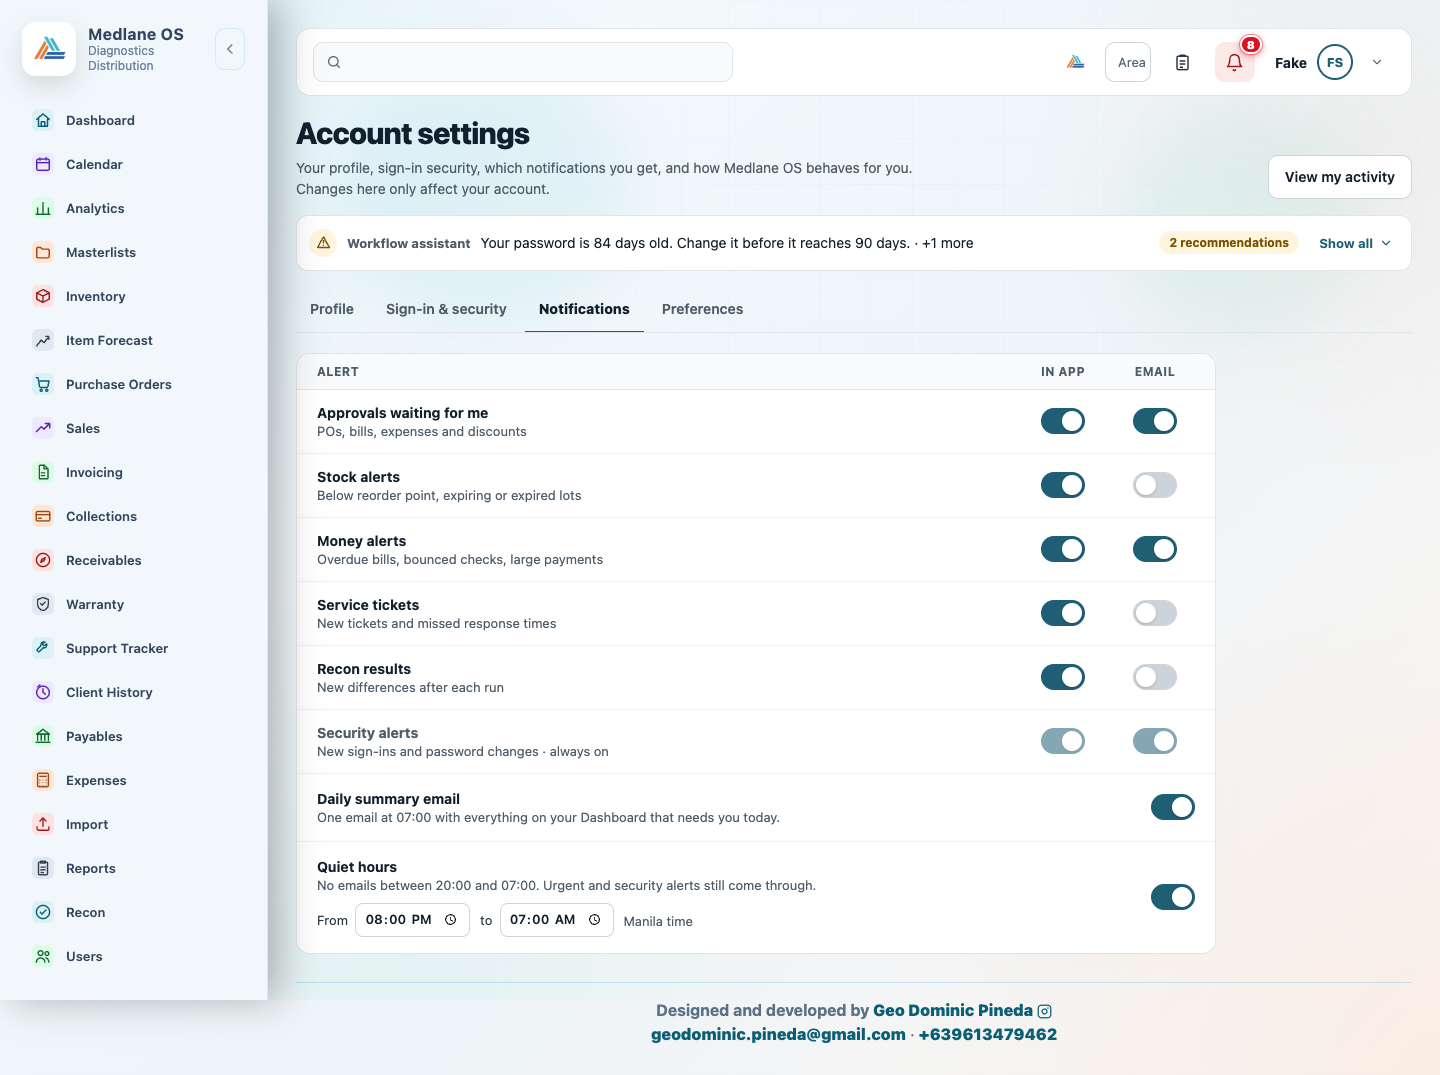 Medlane OS
Diagnostics
Distribution
Dashboard
Calendar
Analytics
Masterlists
Inventory
Item Forecast
Purchase Orders
Sales
Invoicing
Collections
Receivables
Warranty
Support Tracker
Client History
Payables
Expenses
Import
Reports
Recon
Users
Area
8
Fake
FS
Account settings
Your profile, sign-in security, which notifications you get, and how Medlane OS behaves for you.
Changes here only affect your account.
View my activity
Workflow assistant Your password is 84 days old. Change it before it reaches 90 days. · +1 more
2 recommendations
Show all
Profile
Sign-in & security
Notifications
Preferences
ALERT IN APP EMAIL
Approvals waiting for me
POs, bills, expenses and discounts
Stock alerts
Below reorder point, expiring or expired lots
Money alerts
Overdue bills, bounced checks, large payments
Service tickets
New tickets and missed response times
Recon results
New differences after each run
Security alerts
New sign-ins and password changes · always on
Daily summary email
One email at 07:00 with everything on your Dashboard that needs you today.
Quiet hours
No emails between 20:00 and 07:00. Urgent and security alerts still come through.
From 08:00 PM to 07:00 AM Manila time
Designed and developed by Geo Dominic Pineda
geodominic.pineda@gmail.com · +639613479462